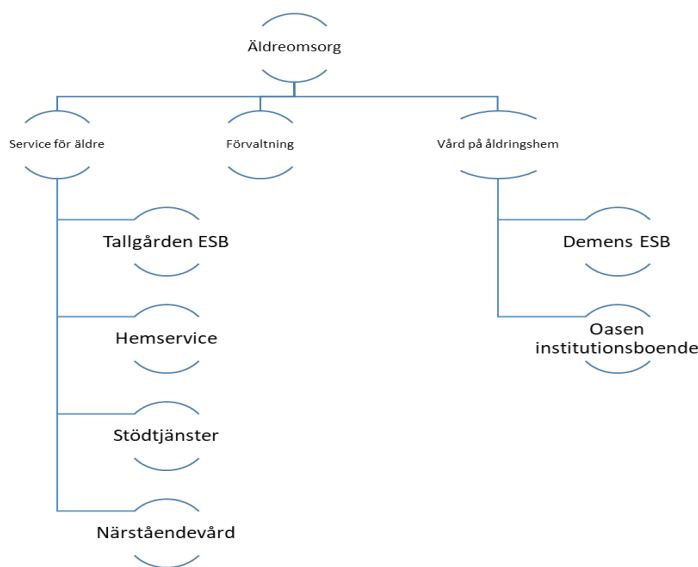 Äldreomsorg
Service för äldre
Förvaltning
Vård på åldringshem
Tallgården ESB
Hemservice
Stödtjänster
Närståendevård
Demens ESB
Oasen
institutionsboende